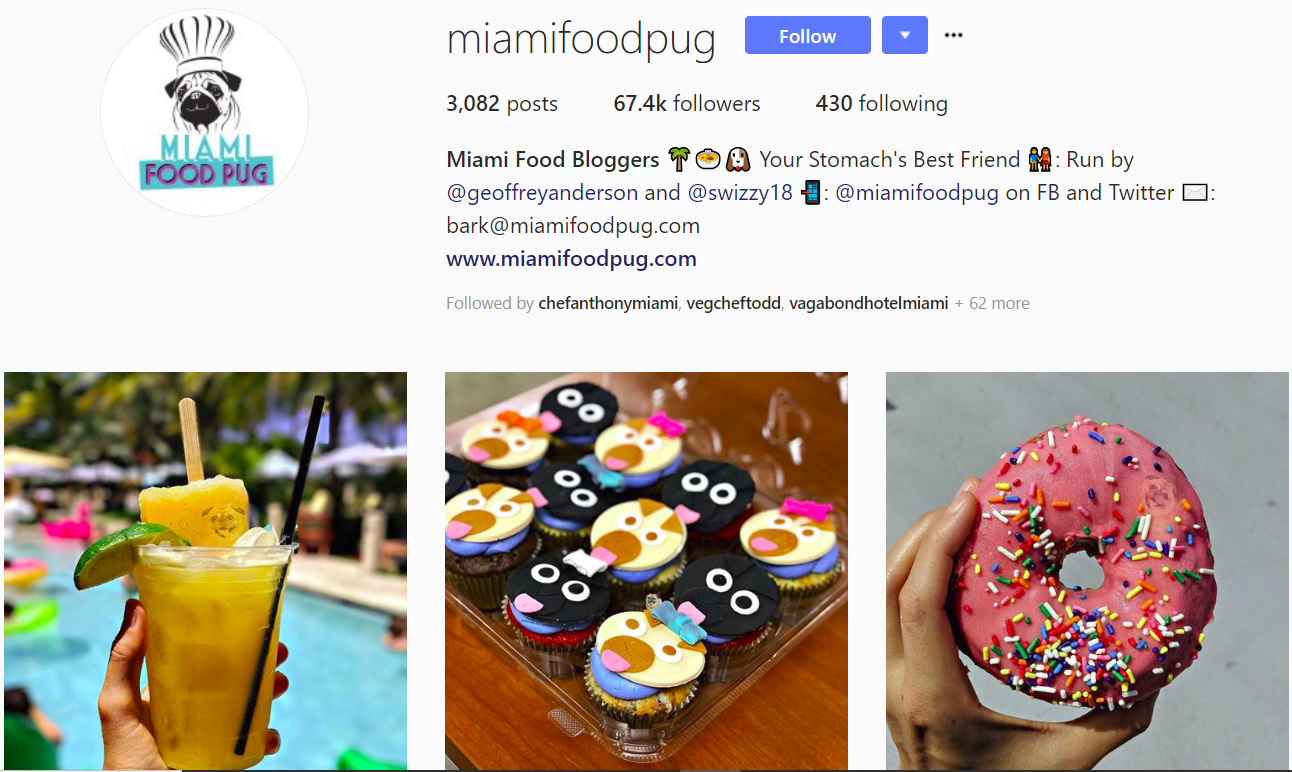 MIAMI
FOOD PUG
miamifoodpug Follow
3,082 posts 67.4k followers 430 following
Miami Food Bloggers 🌴🍲🐶 Your Stomach's Best Friend 👫: Run by
@geoffreyanderson and @swizzy18 📲: @miamifoodpug on FB and Twitter ✉️:
bark@miamifoodpug.com
www.miamifoodpug.com
Followed by chefanthonymiami, vegcheftodd, vagabondhotelmiami + 62 more